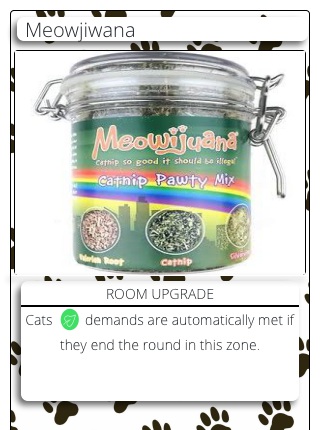 Meowjiwana
Meowijuana
Catnip so good it should be illegal
Catnip Pawty Mix
Valerian Root
Catnip
ROOM UPGRADE
Cats demands are automatically met if
they end the round in this zone.